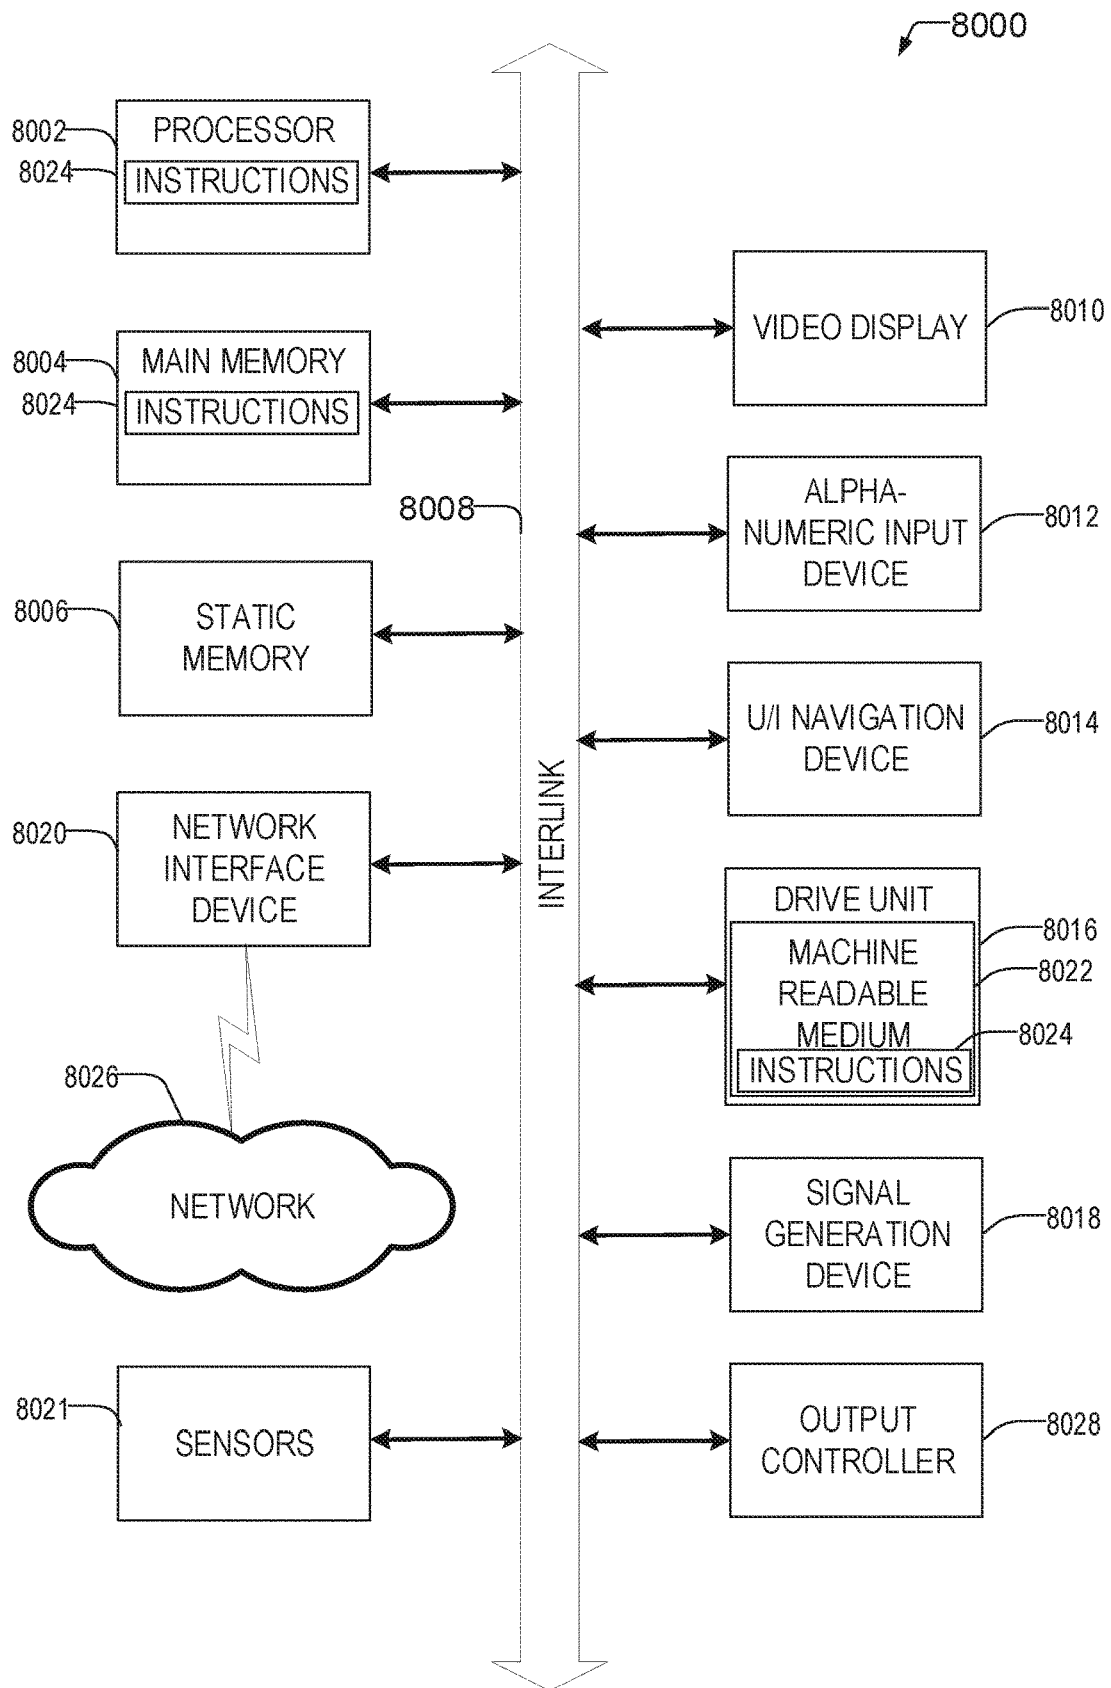 8000
8002
PROCESSOR
8024
INSTRUCTIONS
8004
MAIN MEMORY
8024
INSTRUCTIONS
8008
8006
STATIC
MEMORY
8020
NETWORK
INTERFACE
DEVICE
8026
NETWORK
8021
SENSORS
INTERLINK
VIDEO DISPLAY
8010
ALPHA-
NUMERIC INPUT
DEVICE
8012
U/I NAVIGATION
DEVICE
8014
DRIVE UNIT
8016
MACHINE
READABLE
MEDIUM
8022
8024
INSTRUCTIONS
SIGNAL
GENERATION
DEVICE
8018
OUTPUT
CONTROLLER
8028